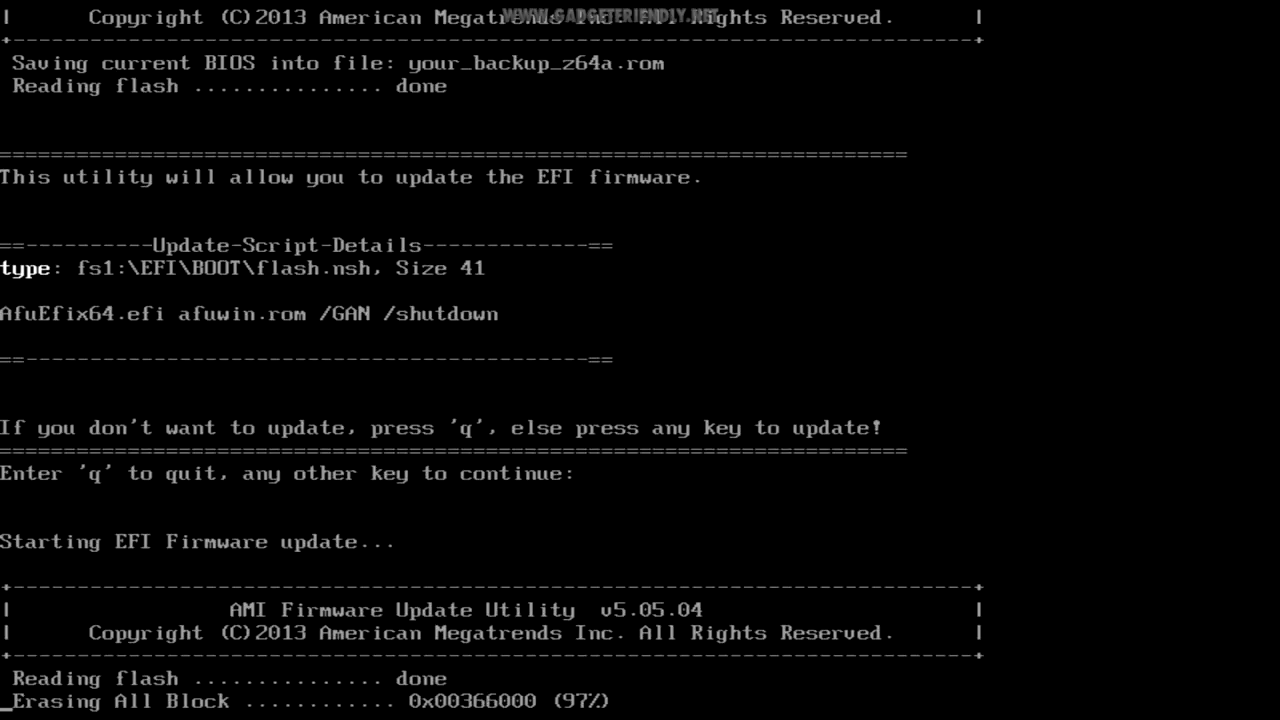 WWW.GADGETFRIENDLY.NET
|      Copyright (C)2013 American Megatrends Inc. All Rights Reserved.      |
+---------------------------------------------------------------------------+
Saving current BIOS into file: your_backup_z64a.rom
Reading flash ............... done
=======================================================================
This utility will allow you to update the EFI firmware.
==----------Update-Script-Details-------------==
type: fs1:\EFI\BOOT\flash.nsh, Size 41
AfuEfix64.efi afuwin.rom /GAN /shutdown
==--------------------------------------------==
If you don't want to update, press 'q', else press any key to update!
=======================================================================
Enter 'q' to quit, any other key to continue:
Starting EFI Firmware update...
+---------------------------------------------------------------------------+
|                 AMI Firmware Update Utility  v5.05.04                     |
|      Copyright (C)2013 American Megatrends Inc. All Rights Reserved.      |
+---------------------------------------------------------------------------+
Reading flash ............... done
_Erasing All Block ............ 0x00366000 (97%)